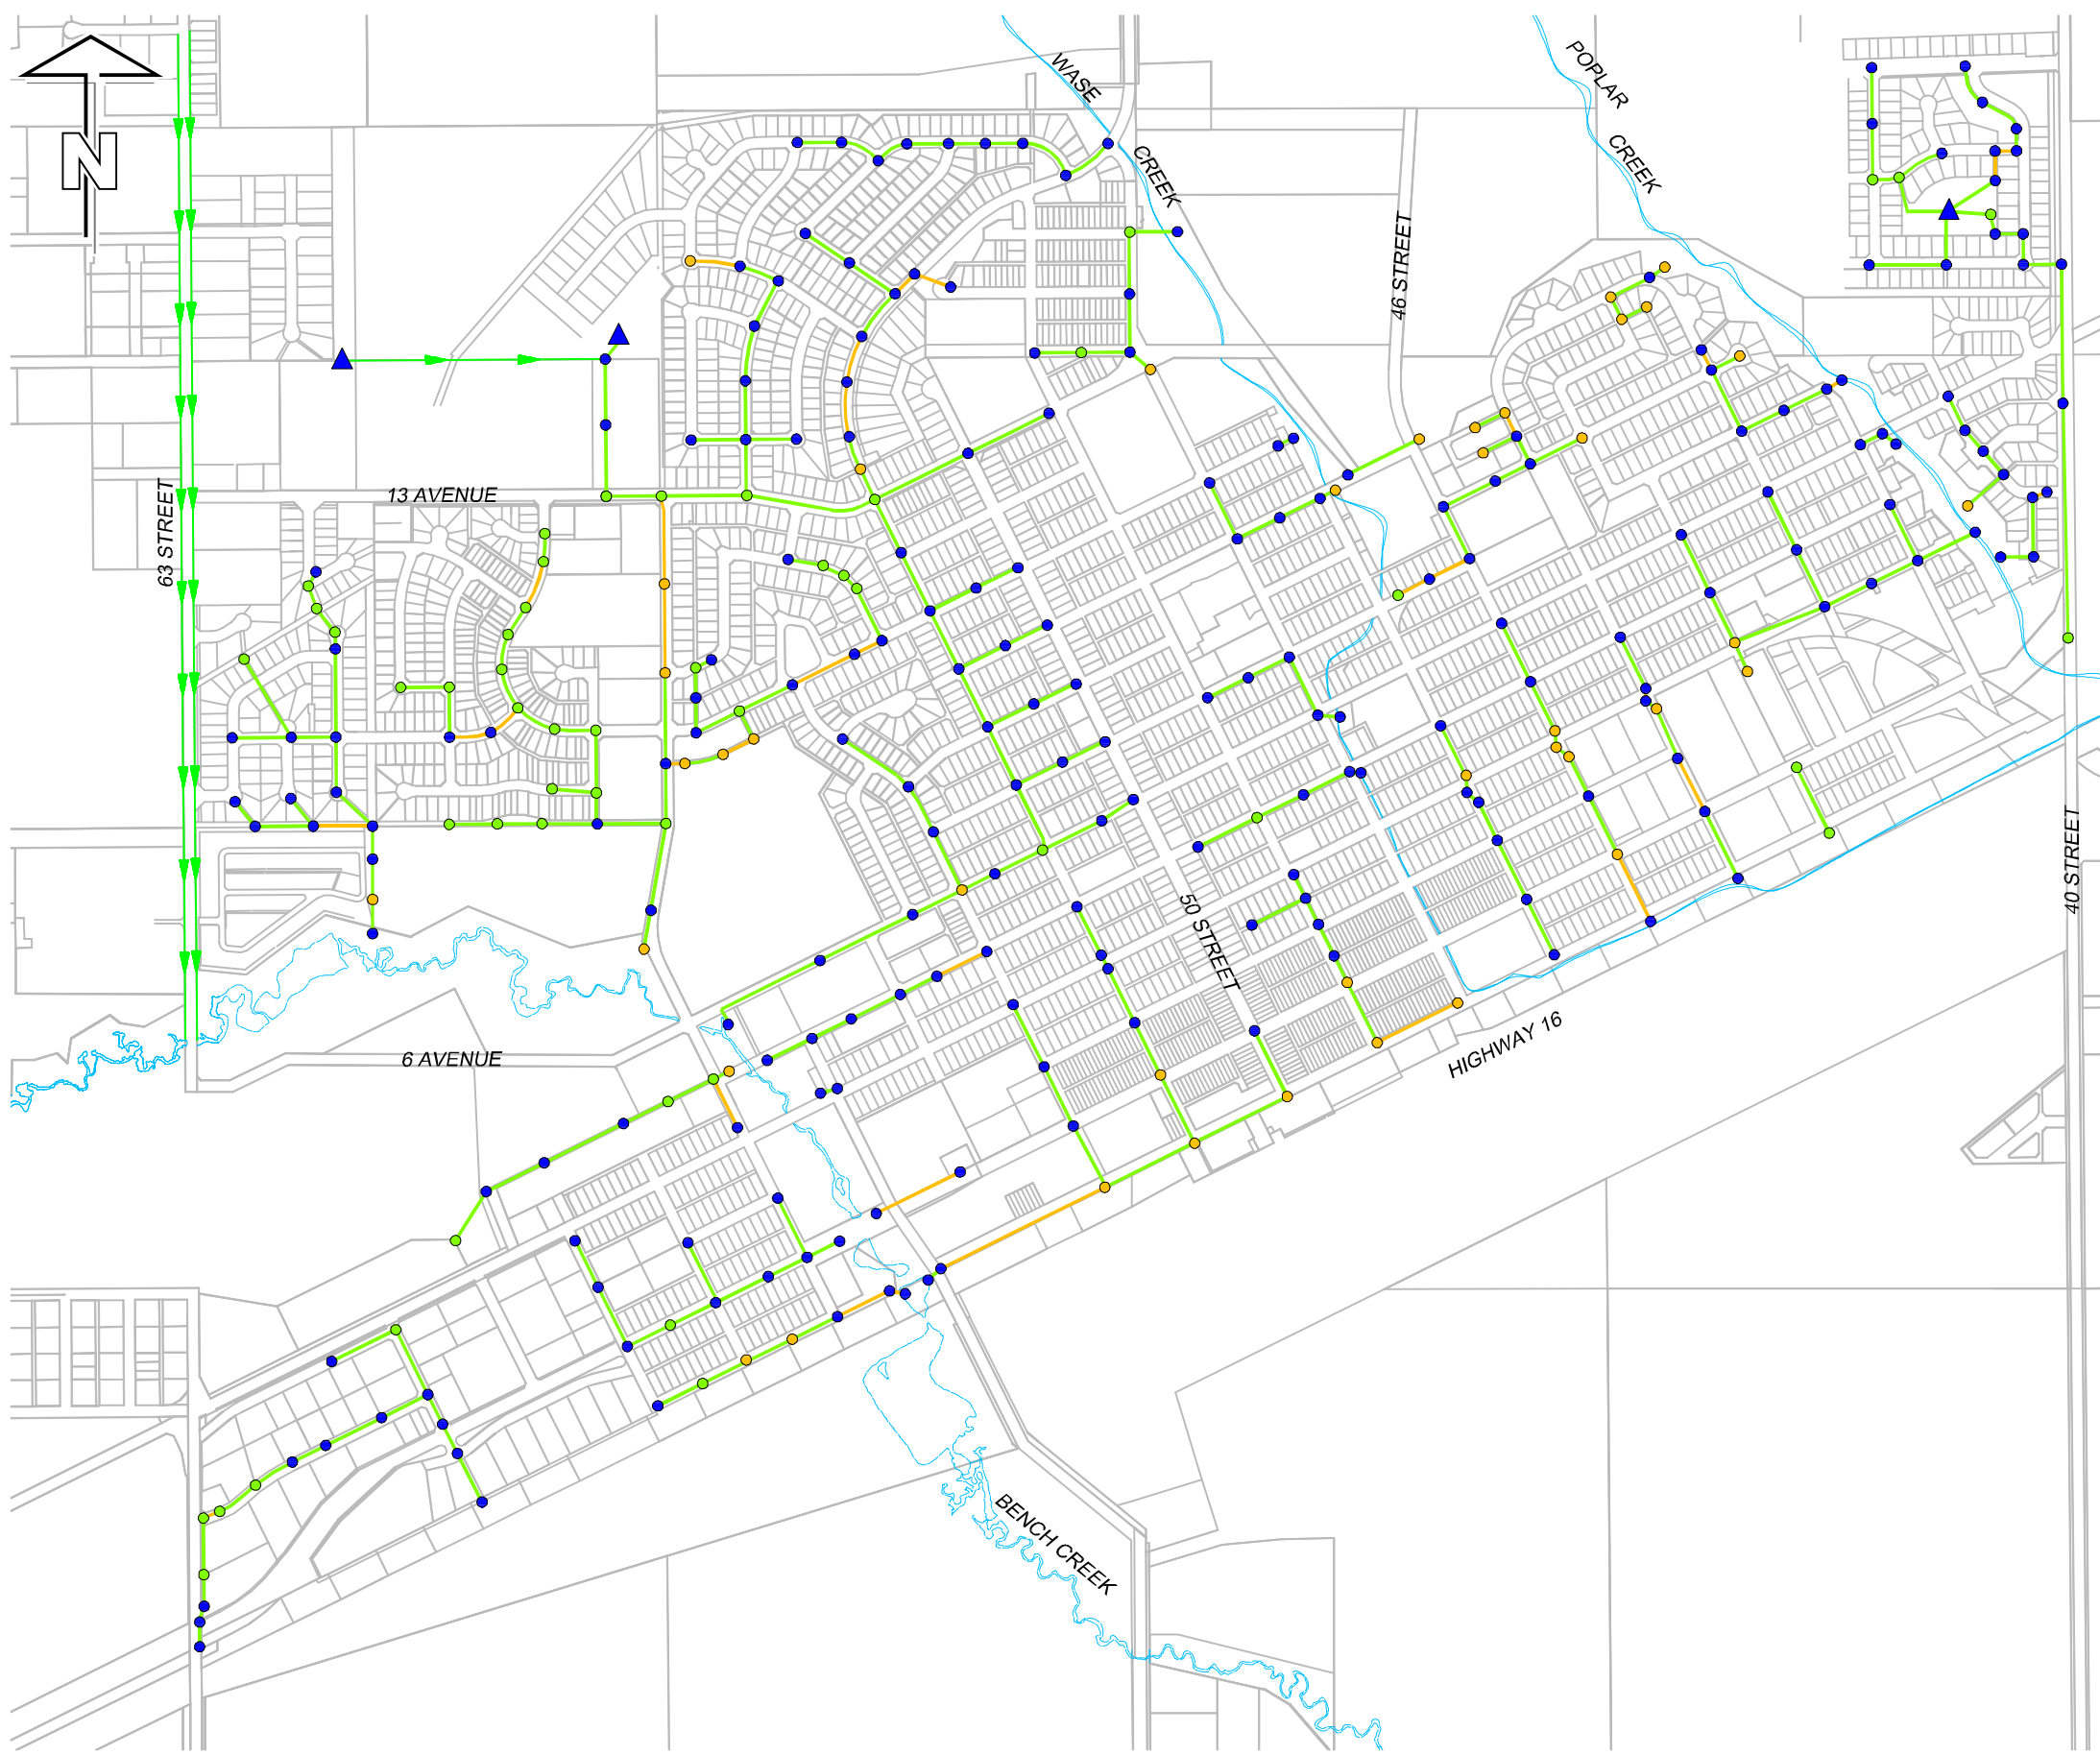 N
WASE
CREEK
POPLAR
CREEK
46 STREET
13 AVENUE
63 STREET
50 STREET
40 STREET
6 AVENUE
HIGHWAY 16
BENCH CREEK